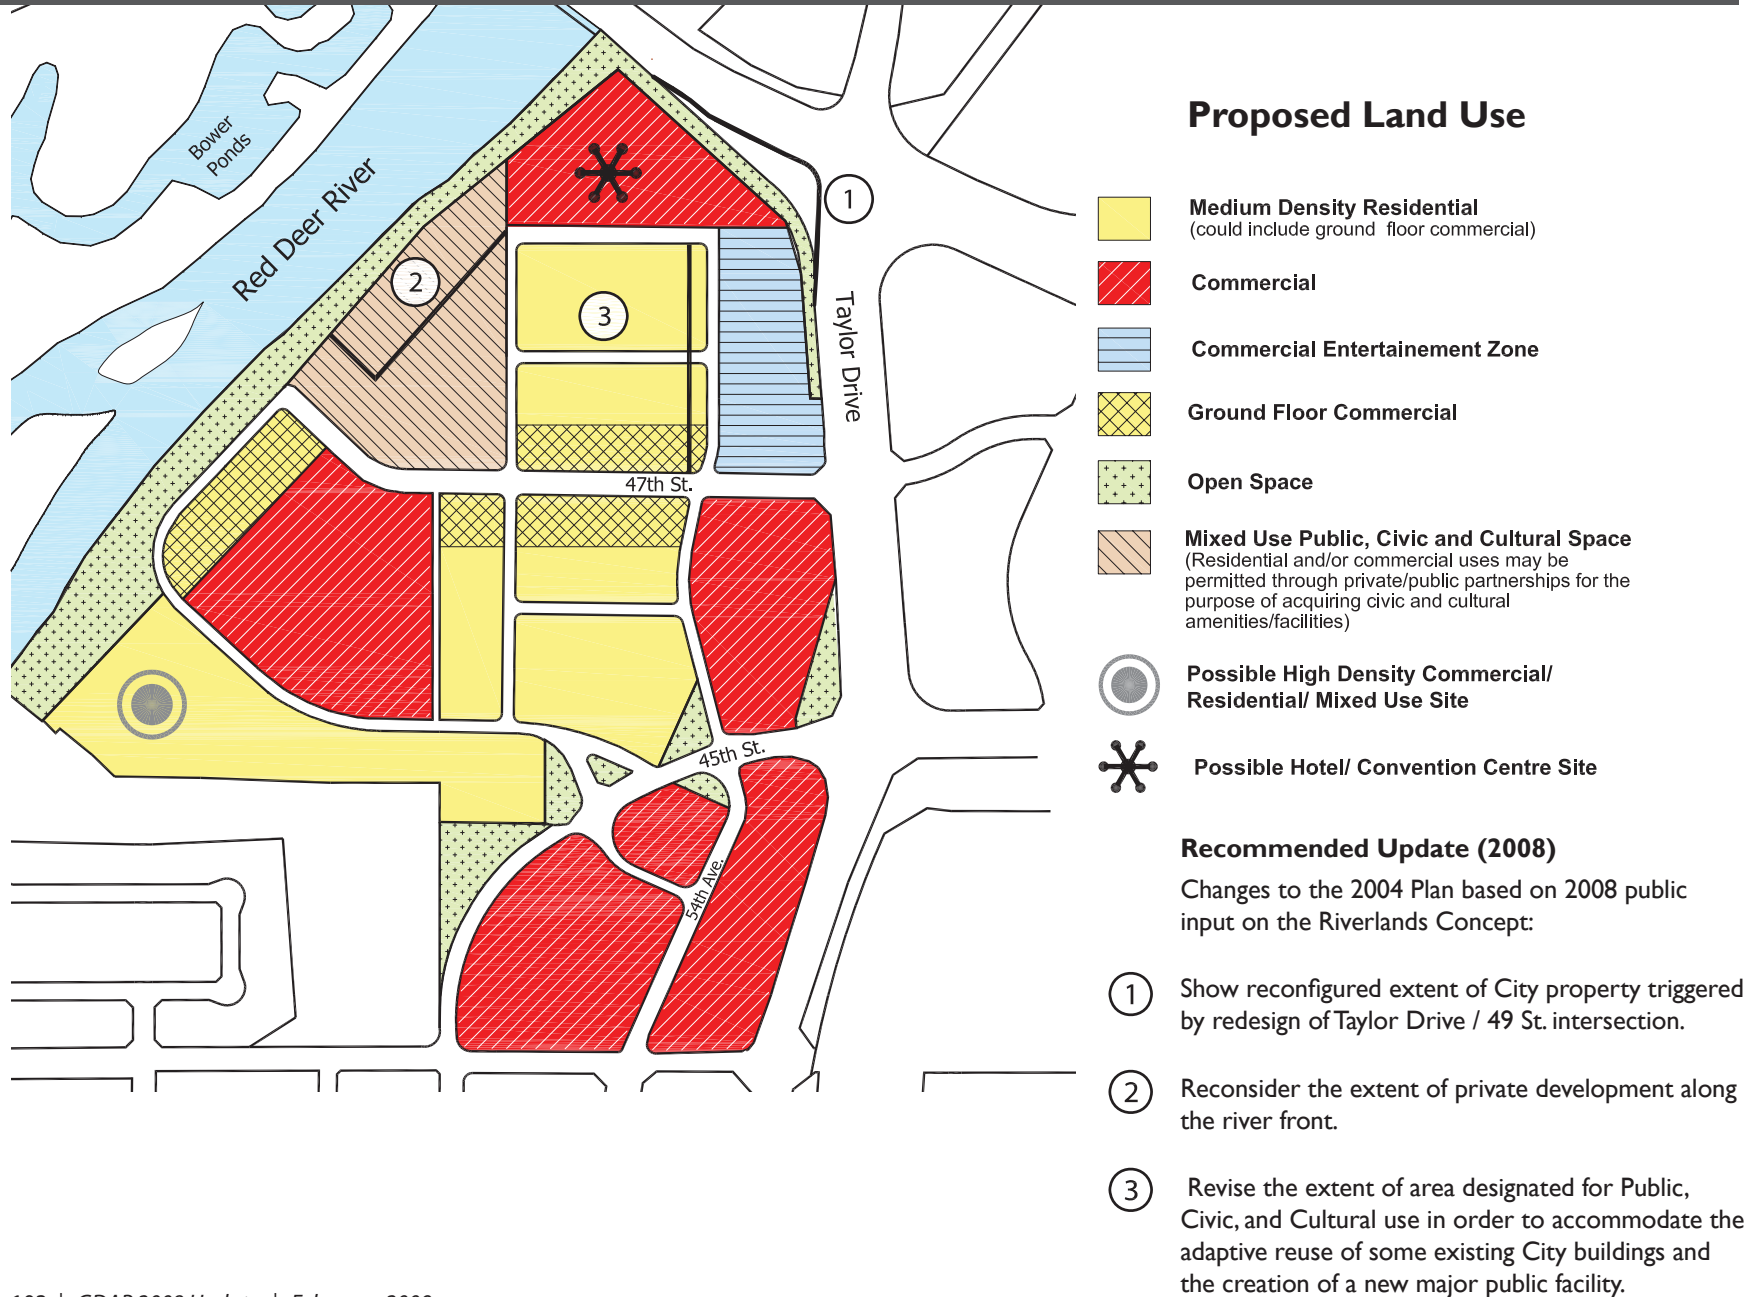 Bower
Ponds
Red Deer River
1
2
3
Taylor Drive
47th St.
45th St.
54th Ave.
Proposed Land Use
Medium Density Residential
(could include ground floor commercial)
Commercial
Commercial Entertainement Zone
Ground Floor Commercial
Open Space
Mixed Use Public, Civic and Cultural Space
(Residential and/or commercial uses may be
permitted through private/public partnerships for the
purpose of acquiring civic and cultural
amenities/facilities)
Possible High Density Commercial/
Residential/ Mixed Use Site
Possible Hotel/ Convention Centre Site
Recommended Update (2008)
Changes to the 2004 Plan based on 2008 public
input on the Riverlands Concept:
1 Show reconfigured extent of City property triggered
by redesign of Taylor Drive / 49 St. intersection.
2 Reconsider the extent of private development along
the river front.
3 Revise the extent of area designated for Public,
Civic, and Cultural use in order to accommodate the
adaptive reuse of some existing City buildings and
the creation of a new major public facility.